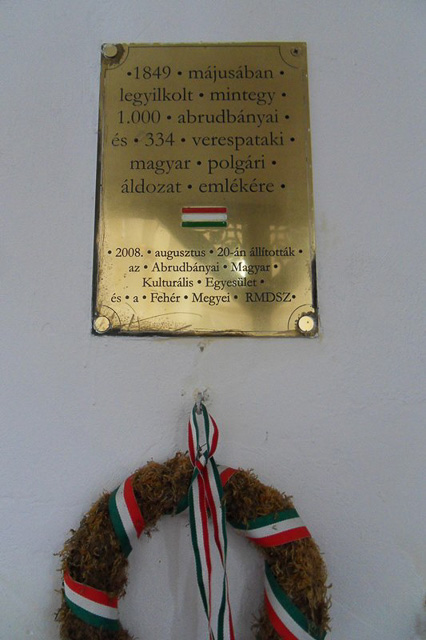 •1849 • májusában •
legyilkolt • mintegy •
1.000 • abrudbányai •
és • 334 • verespataki •
magyar • polgári •
áldozat • emlékére •
• 2008. • augusztus • 20-án állították •
az • Abrudbányai • Magyar •
Kulturális • Egyesület •
és • a • Fehér • Megyei • RMDSZ•